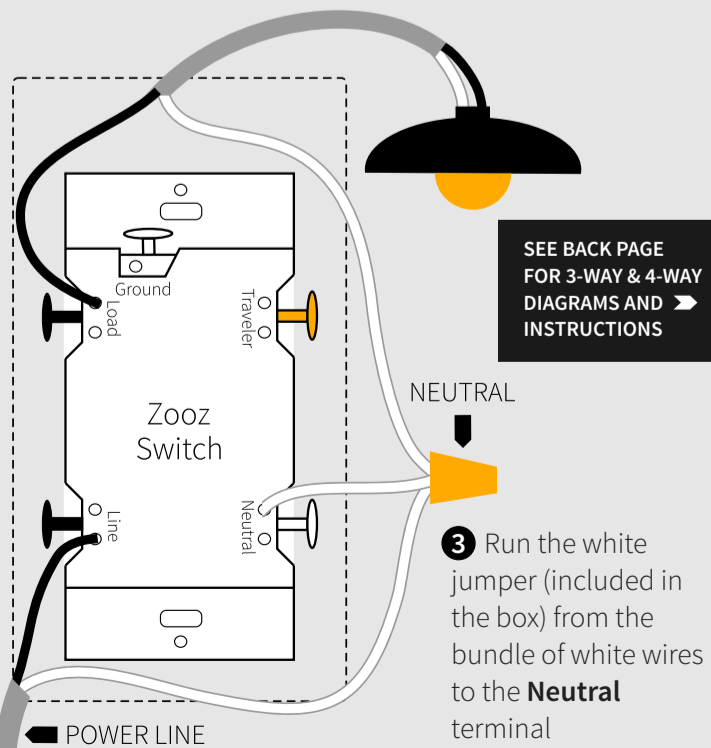 SEE BACK PAGE
FOR 3-WAY & 4-WAY
DIAGRAMS AND
INSTRUCTIONS
Ground
Load
Traveler
Zooz
Switch
NEUTRAL
Line
Neutral
3 Run the white
jumper (included in
the box) from the
bundle of white wires
to the Neutral
terminal
POWER LINE